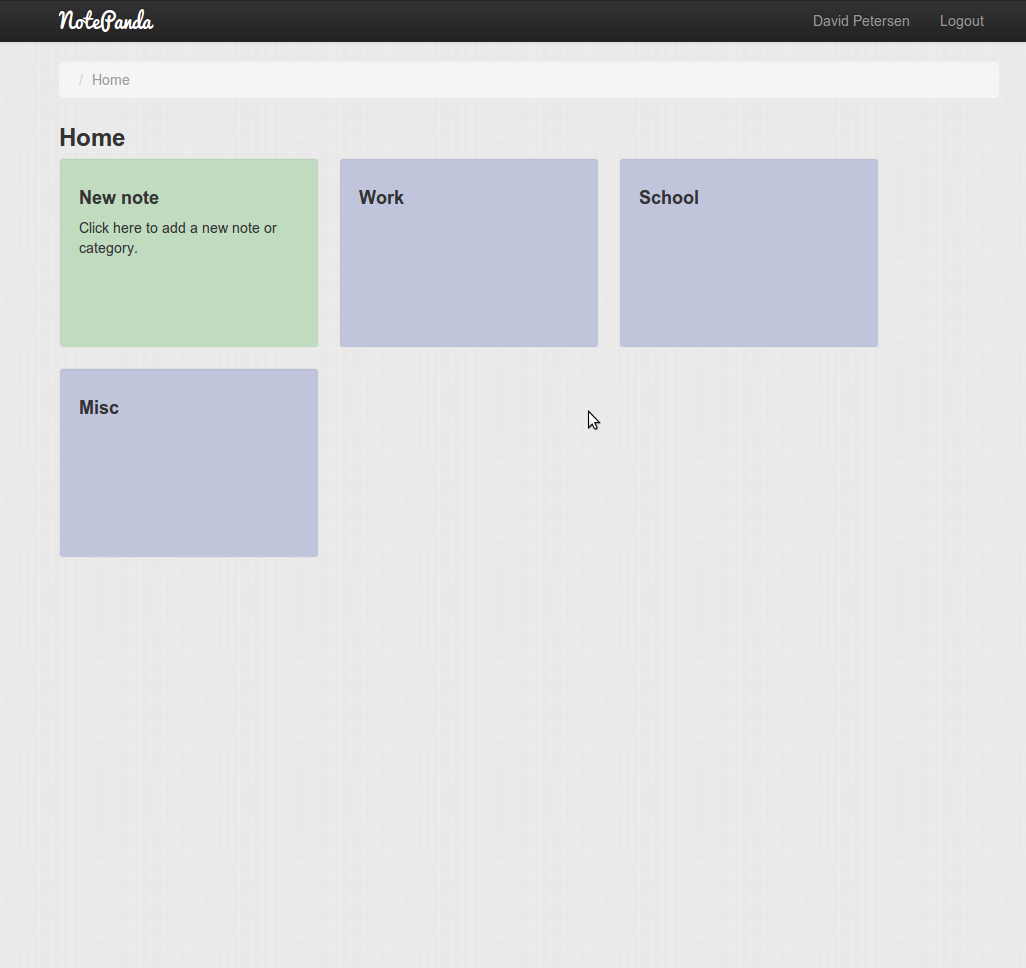 NotePanda
David Petersen
Logout
/ Home
Home
New note
Click here to add a new note or
category.
Work
School
Misc